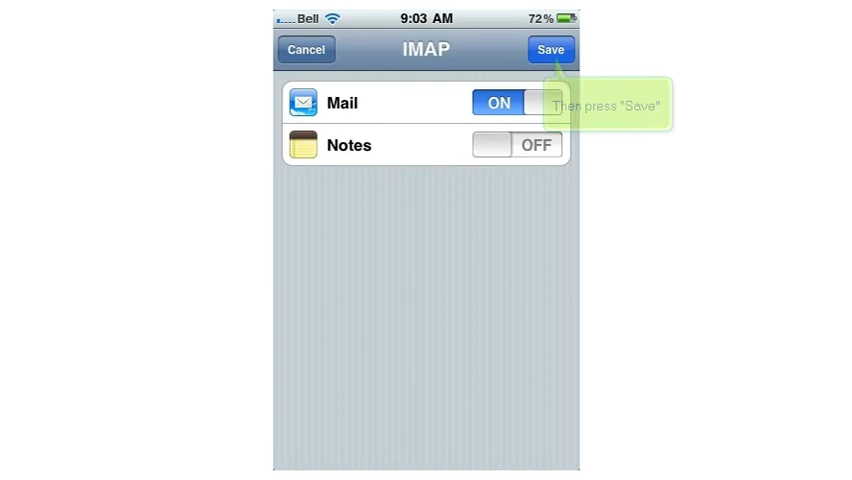 Bell 9:03 AM 72%
Cancel IMAP Save
Mail ON
Then press "Save"
Notes OFF